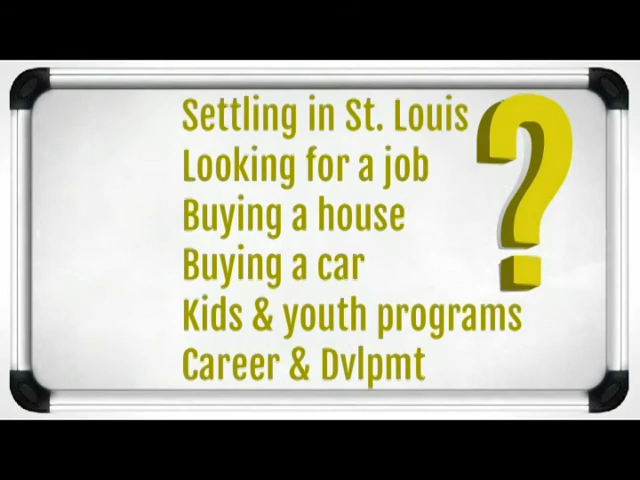 Settling in St. Louis
Looking for a job
Buying a house
Buying a car
Kids & youth programs
Career & Dvlpmt
?